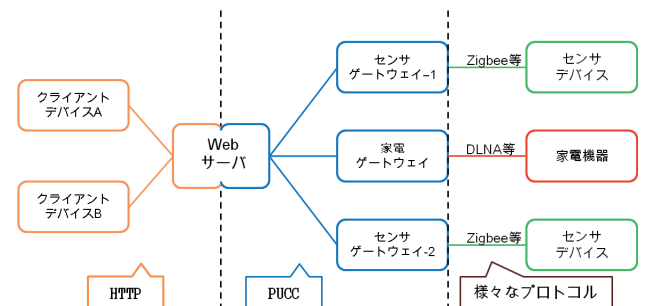 クライアント
デバイスA
クライアント
デバイスB
Web
サーバ
センサ
ゲートウェイ-1
家電
ゲートウェイ
センサ
ゲートウェイ-2
Zigbee等
DLNA等
Zigbee等
センサ
デバイス
家電機器
センサ
デバイス
HTTP
PUCC
様々なプロトコル